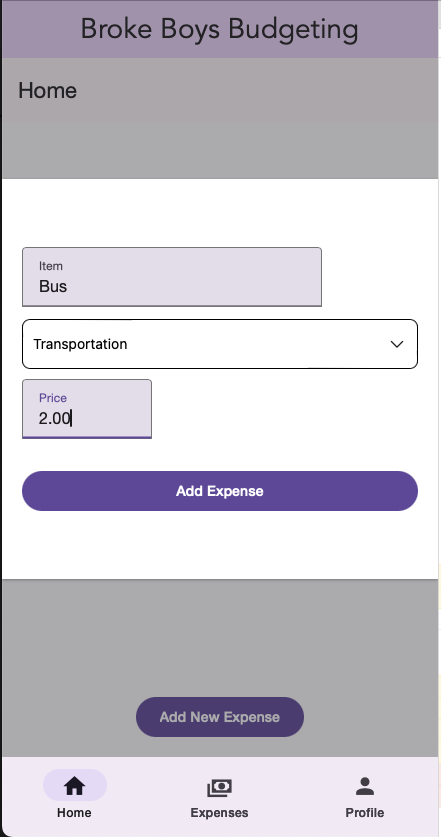 Broke Boys Budgeting
Home
Item
Bus
Transportation
Price
2.00
Add Expense
Add New Expense
Home
Expenses
Profile